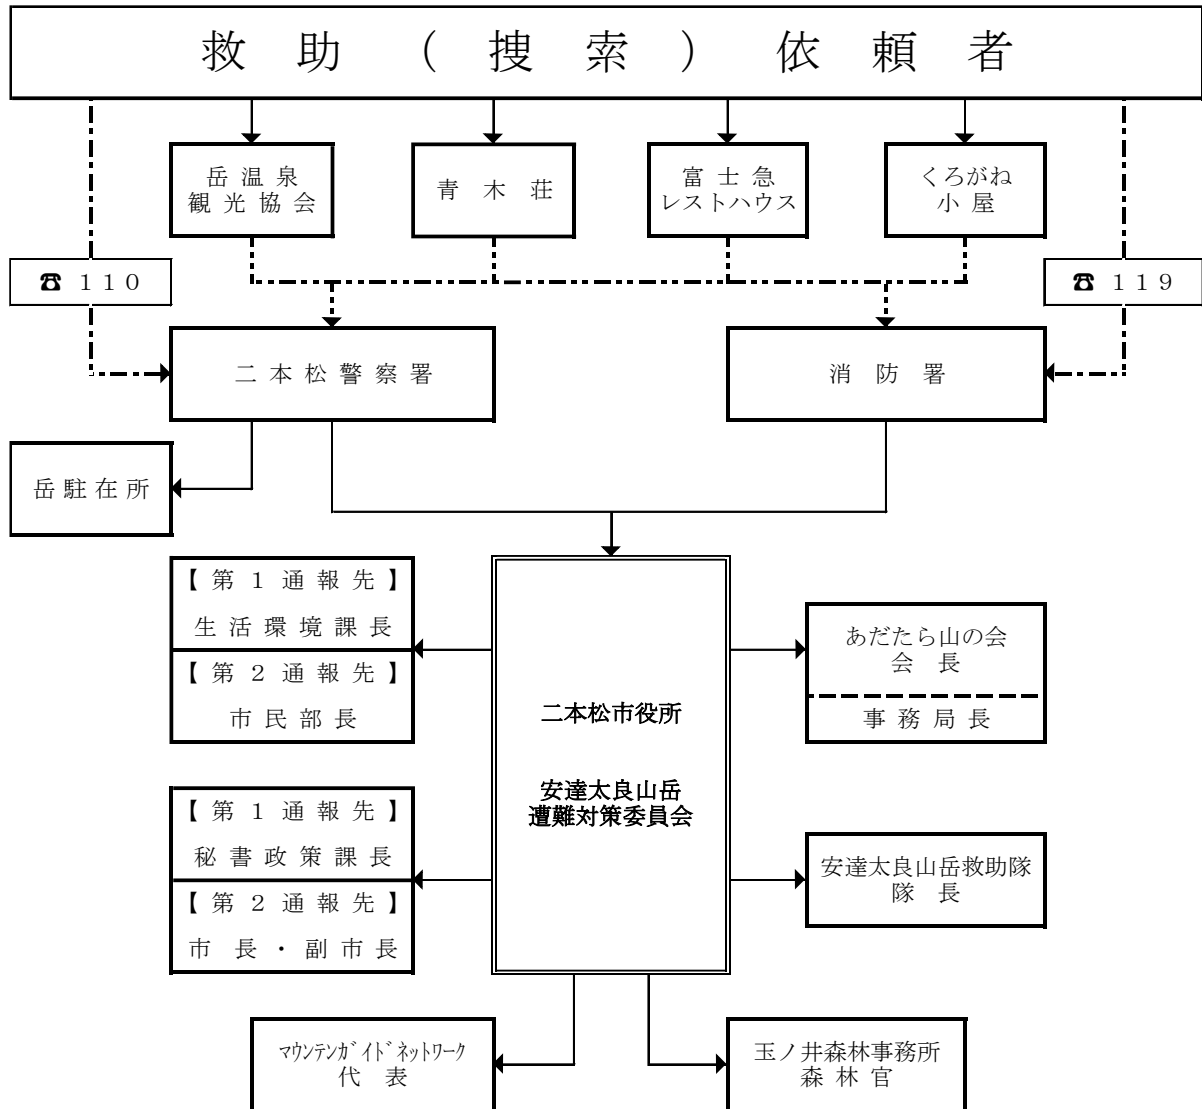 救助（捜索）依頼者
岳温泉
観光協会
青木荘
富士急
レストハウス
くろがね
小屋
☎ １１０
☎ １１９
二本松警察署
消防署
岳駐在所
【第１通報先】
生活環境課長
【第２通報先】
市民部長
二本松市役所
安達太良山岳
遭難対策委員会
あだたら山の会
会長
事務局長
【第１通報先】
秘書政策課長
【第２通報先】
市長・副市長
安達太良山岳救助隊
隊長
ﾏｳﾝﾃﾝｶﾞｲﾄﾞﾈｯﾄﾜｰｸ
代表
玉ノ井森林事務所
森林官